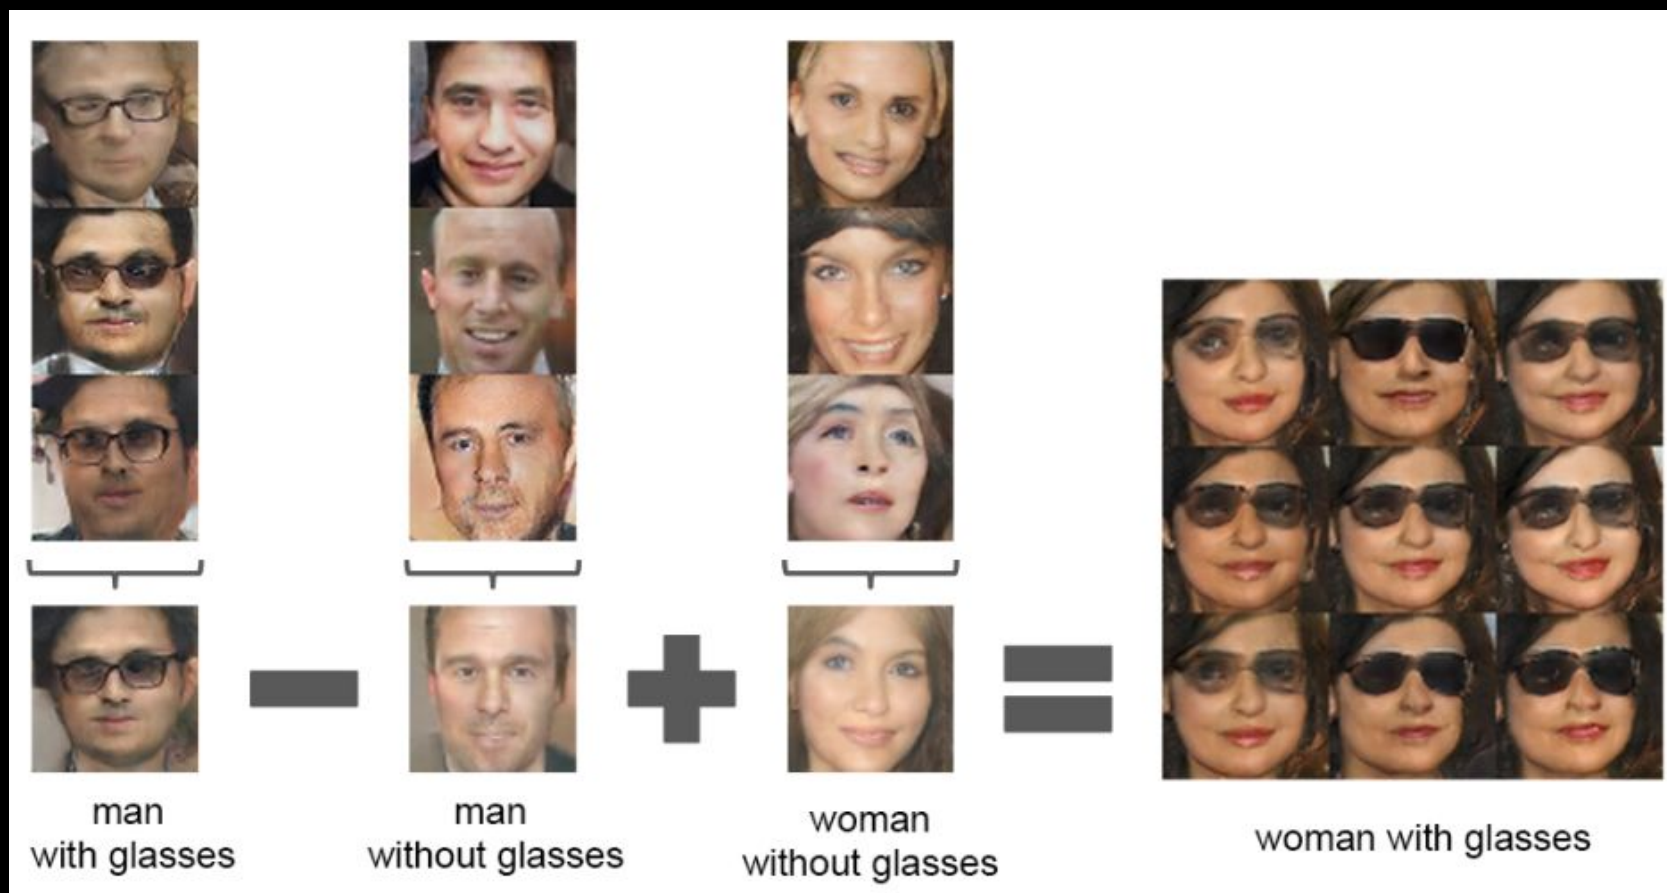 man
with glasses
man
without glasses
woman
without glasses
woman with glasses